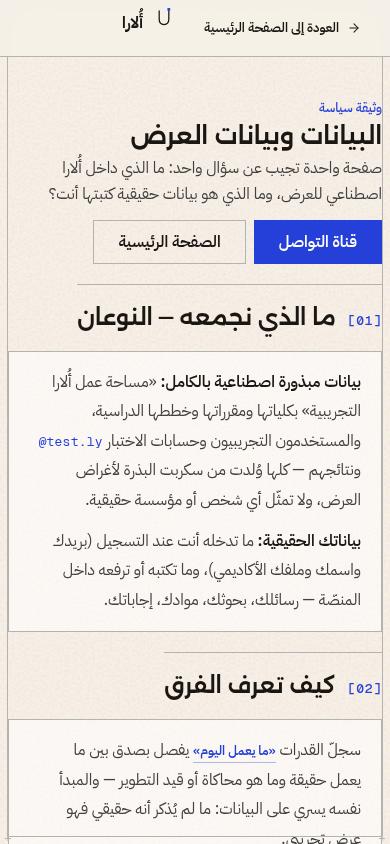 العودة إلى الصفحة الرئيسية →
أُلارا
وثيقة سياسة
البيانات وبيانات العرض
صفحة واحدة تجيب عن سؤال واحد: ما الذي داخل أُلارا
اصطناعي للعرض، وما الذي هو بيانات حقيقية كتبتها أنت؟
قناة التواصل
الصفحة الرئيسية
[01] ما الذي نجمعه — النوعان
بيانات مبذورة اصطناعية بالكامل: «مساحة عمل أُلارا
التجريبية» بكلياتها ومقرراتها وخططها الدراسية،
والمستخدمون التجريبيون وحسابات الاختبار @test.ly
ونتائجهم — كلها وُلدت من سكربت البذرة لأغراض
العرض، ولا تمثّل أي شخص أو مؤسسة حقيقية.
بياناتك الحقيقية: ما تدخله أنت عند التسجيل (بريدك
واسمك وملفك الأكاديمي)، وما تكتبه أو ترفعه داخل
المنصّة — رسائلك، بحوثك، موادك، إجاباتك.
[02] كيف تعرف الفرق
سجلّ القدرات «ما يعمل اليوم» يفصل بصدق بين ما
يعمل حقيقة وما هو محاكاة أو قيد التطوير — والمبدأ
نفسه يسري على البيانات: ما لم يُذكر أنه حقيقي فهو
عرض تجريبي.